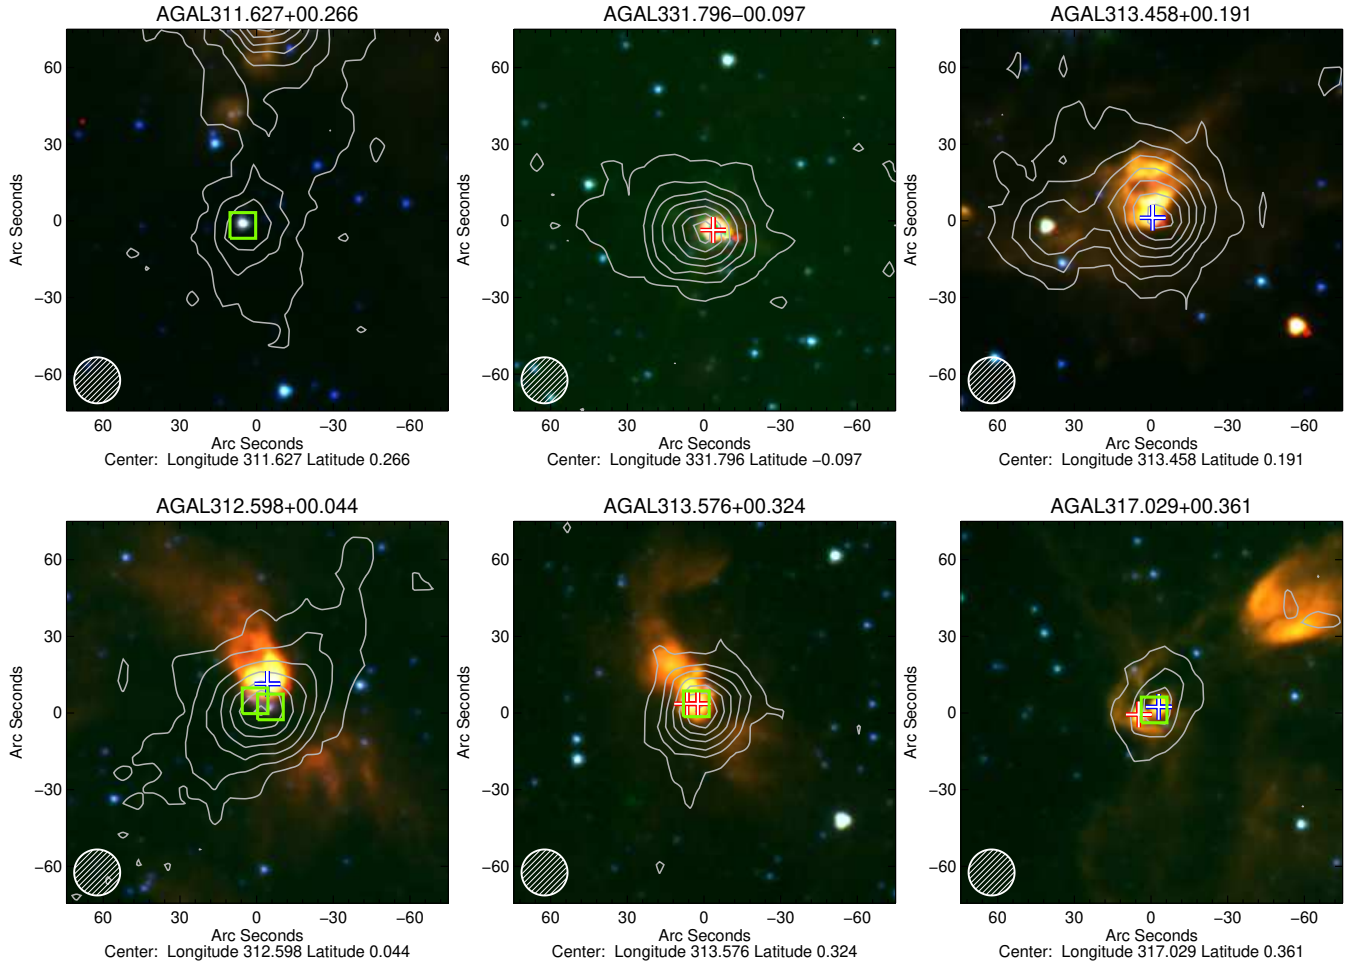 AGAL311.627+00.266
AGAL331.796−00.097
AGAL313.458+00.191
60
30
0
−30
−60
Arc Seconds
60
30
0
−30
−60
Arc Seconds
Center: Longitude 311.627 Latitude 0.266
60
30
0
−30
−60
Arc Seconds
60
30
0
−30
−60
Arc Seconds
Center: Longitude 331.796 Latitude −0.097
60
30
0
−30
−60
Arc Seconds
60
30
0
−30
−60
Arc Seconds
Center: Longitude 313.458 Latitude 0.191
AGAL312.598+00.044
AGAL313.576+00.324
AGAL317.029+00.361
60
30
0
−30
−60
Arc Seconds
60
30
0
−30
−60
Arc Seconds
Center: Longitude 312.598 Latitude 0.044
60
30
0
−30
−60
Arc Seconds
60
30
0
−30
−60
Arc Seconds
Center: Longitude 313.576 Latitude 0.324
60
30
0
−30
−60
Arc Seconds
60
30
0
−30
−60
Arc Seconds
Center: Longitude 317.029 Latitude 0.361